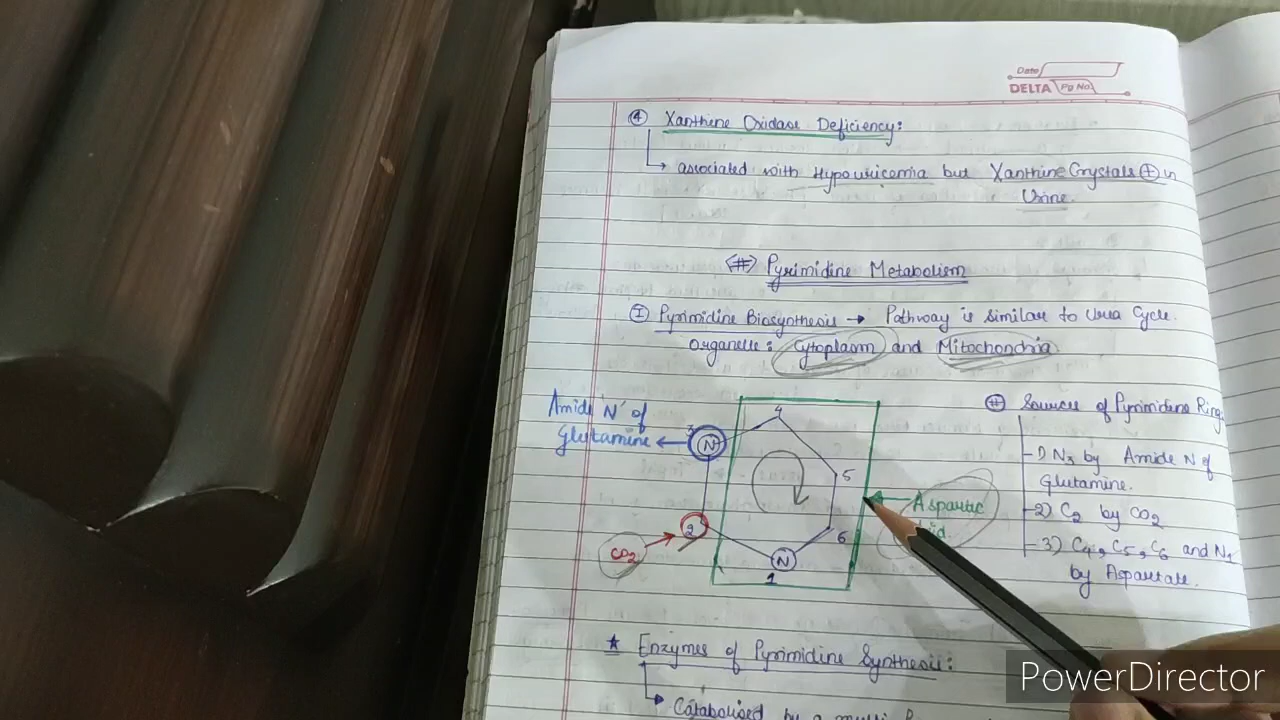 Date
DELTA Pg No.
④ Xanthine Oxidase Deficiency:
→ associated with Hypouricemia but Xanthine Crystals ⊕ in
Urine.
<#> Pyrimidine Metabolism
Ⓘ Pyrimidine Biosynthesis → Pathway is similar to Urea Cycle.
Organelle: Cytoplasm and Mitochondria
Amide 'N' of
Glutamine ←
3 N
4
5
6
N
1
2
CO2 →
← Aspartic
# Sources of Pyrimidine Ring
1) N3 by Amide N of
Glutamine.
2) C2 by CO2
3) C4, C5, C6 and N1
by Aspartate.
★ Enzymes of Pyrimidine Synthesis:
by a
PowerDirector